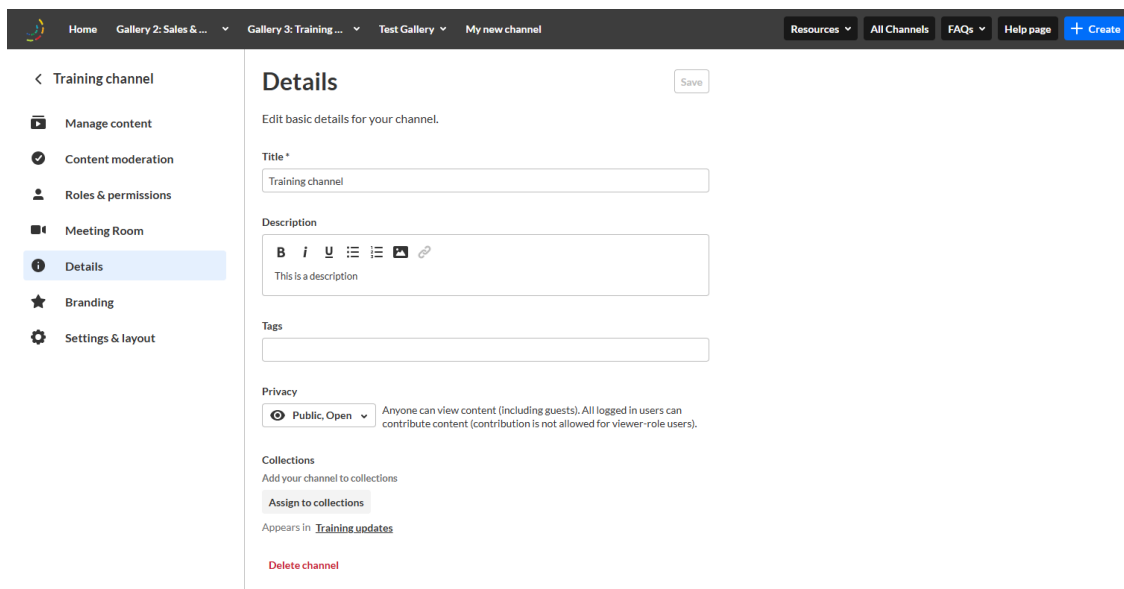 Home Gallery 2: Sales & ... Gallery 3: Training ... Test Gallery My new channel Resources All Channels FAQs Help page + Create
Training channel
Manage content
Content moderation
Roles & permissions
Meeting Room
Details
Branding
Settings & layout
Details
Save
Edit basic details for your channel.
Title *
Training channel
Description
B i U
This is a description
Tags
Privacy
Public, Open
Anyone can view content (including guests). All logged in users can
contribute content (contribution is not allowed for viewer-role users).
Collections
Add your channel to collections
Assign to collections
Appears in Training updates
Delete channel